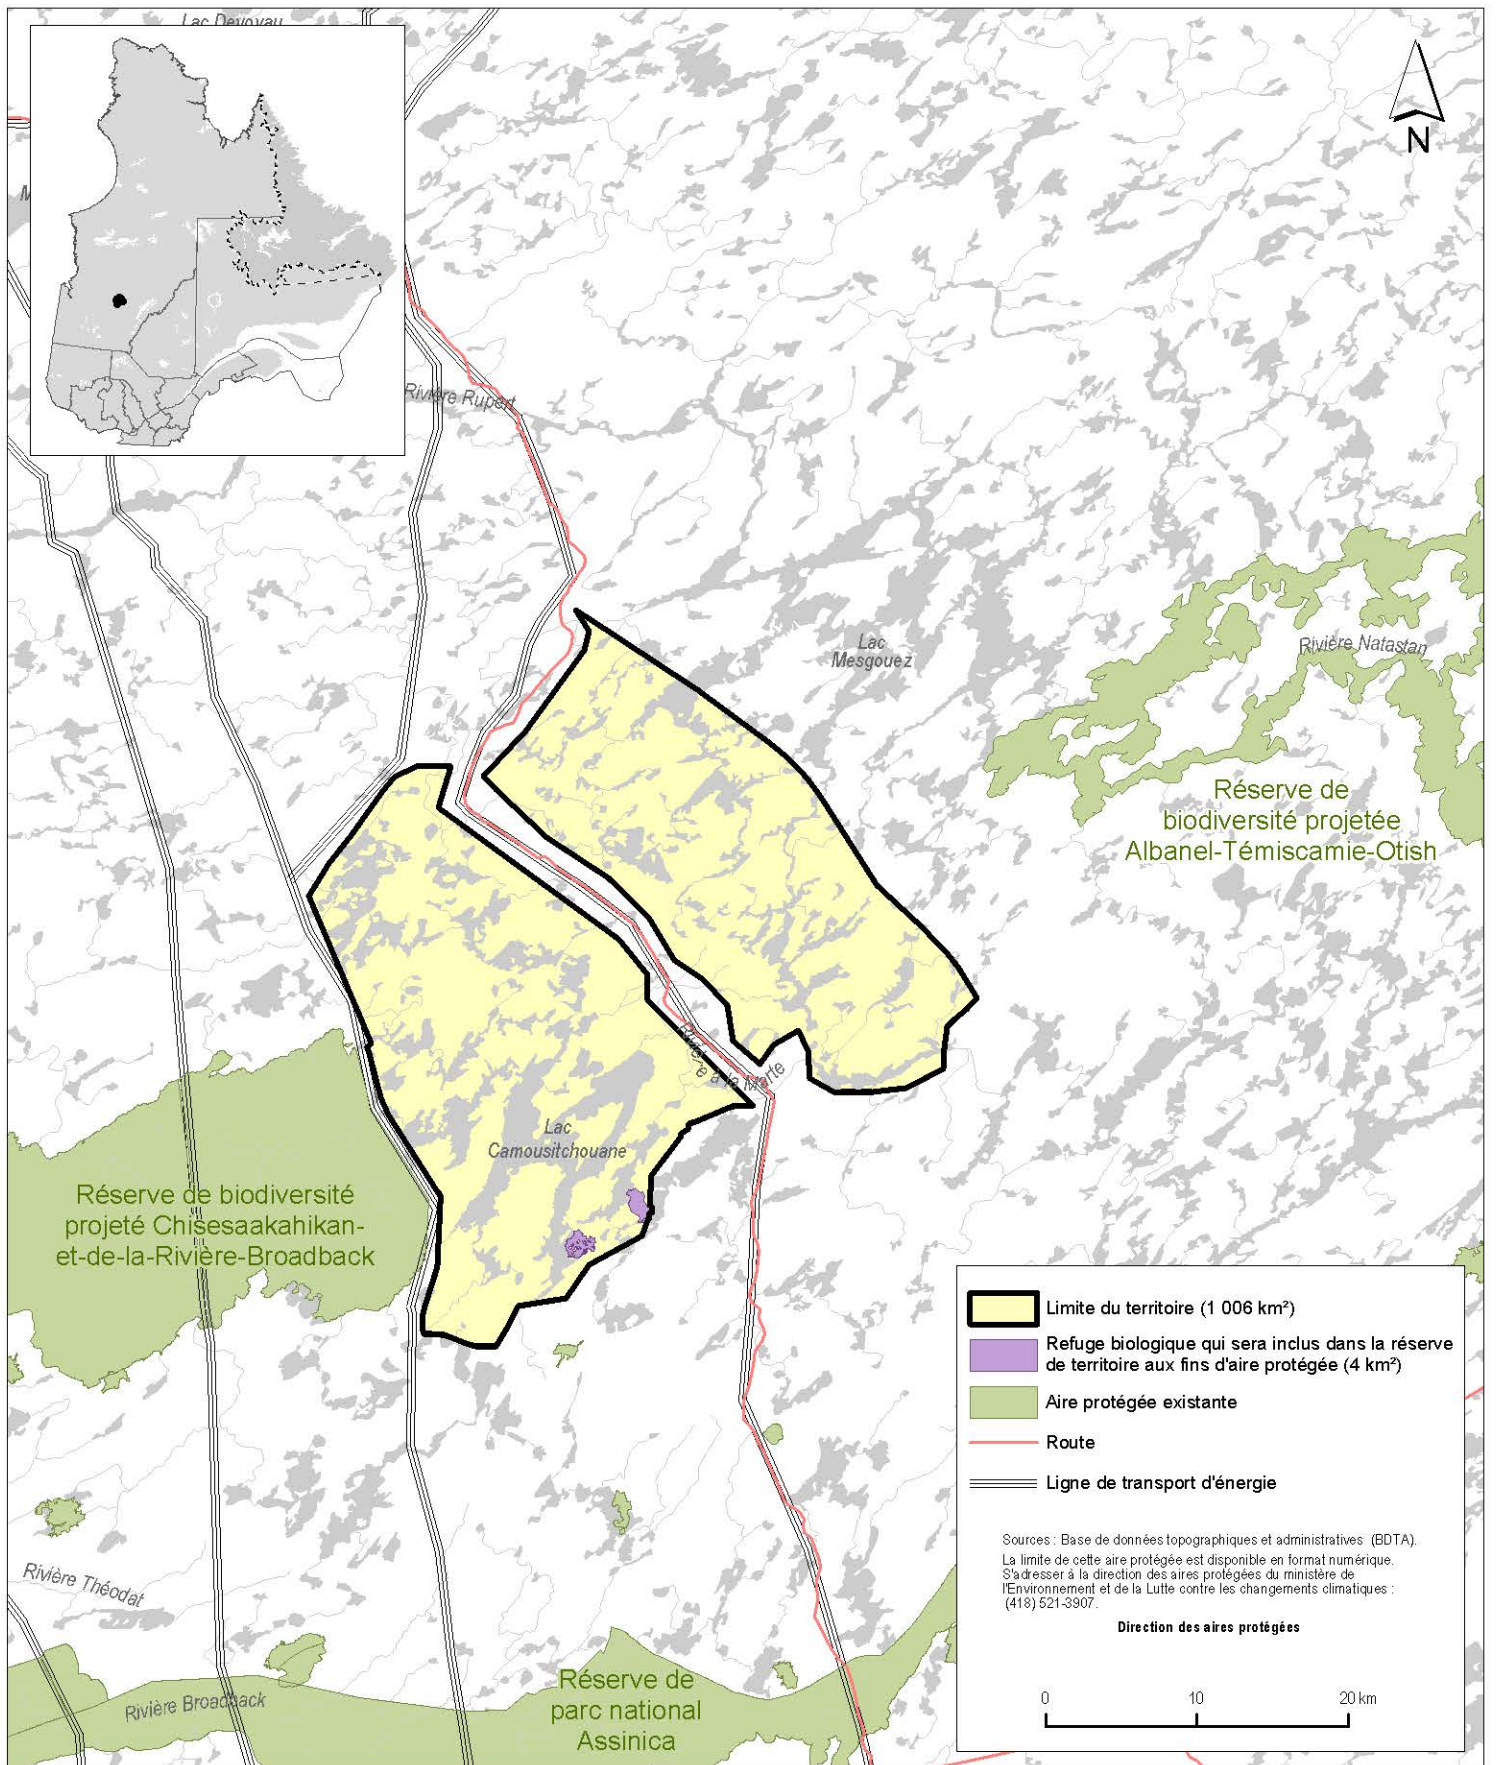 Lac Devoyau
N
Rivière Rupert
Lac
Mesgouez
Rivière Natastan
Réserve de
biodiversité projetée
Albanel-Témiscamie-Otish
Rivière à la Marte
Lac
Camousitchouane
Réserve de biodiversité
projeté Chisesaakahikan-
et-de-la-Rivière-Broadback
Limite du territoire (1 006 km²)
Refuge biologique qui sera inclus dans la réserve
de territoire aux fins d'aire protégée (4 km²)
Aire protégée existante
Route
Ligne de transport d'énergie
Sources : Base de données topographiques et administratives (BDTA).
La limite de cette aire protégée est disponible en format numérique.
S'adresser à la direction des aires protégées du ministère de
l'Environnement et de la Lutte contre les changements climatiques :
(418) 521-3907.
Direction des aires protégées
0 10 20 km
Rivière Théodat
Rivière Broadback
Réserve de
parc national
Assinica